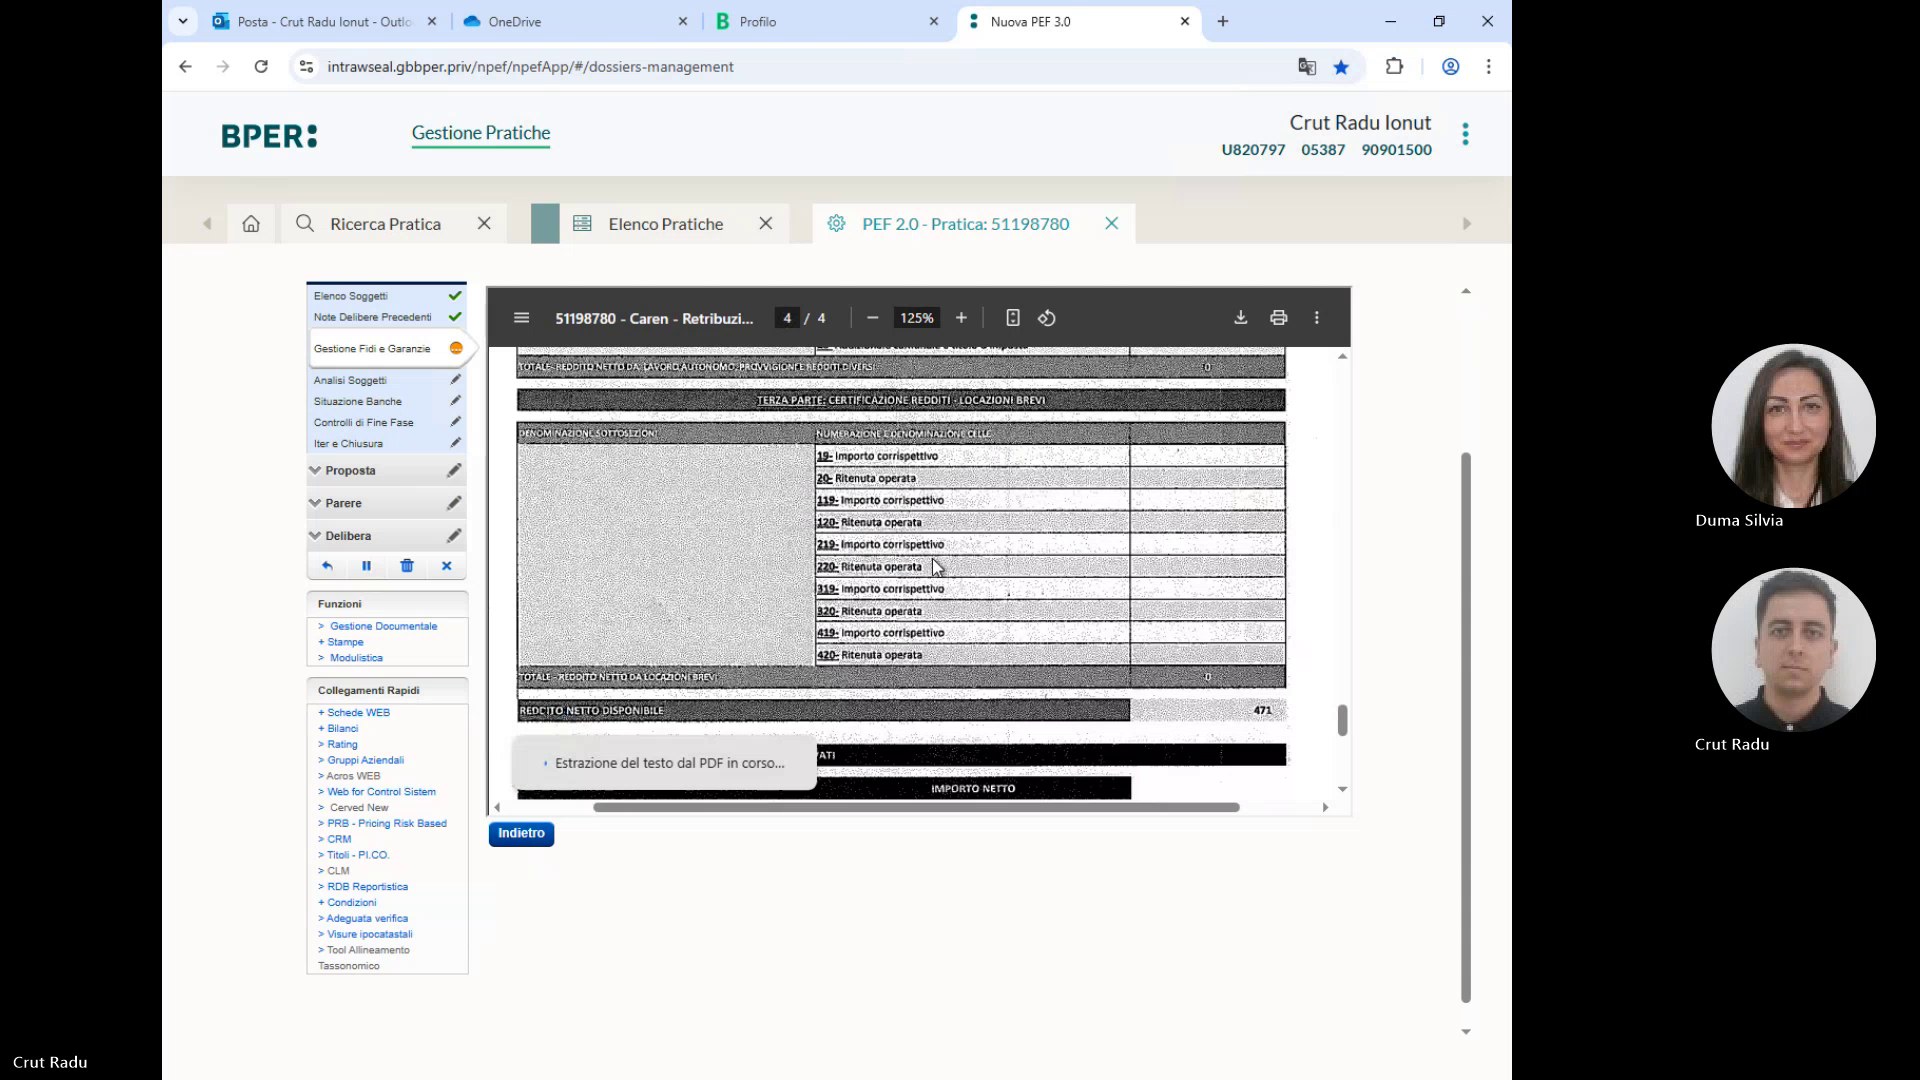 Posta - Crut Radu Ionut - Outlo
OneDrive
Profilo
Nuova PEF 3.0
intrawseal.gbbper.priv/npef/npefApp/#/dossiers-management
BPER:
Gestione Pratiche
Crut Radu Ionut
U820797 05387 90901500
Ricerca Pratica
Elenco Pratiche
PEF 2.0 - Pratica: 51198780
Elenco Soggetti
Note Delibere Precedenti
Gestione Fidi e Garanzie
Analisi Soggetti
Situazione Banche
Controlli di Fine Fase
Iter e Chiusura
Proposta
Parere
Delibera
Funzioni
> Gestione Documentale
+ Stampe
> Modulistica
Collegamenti Rapidi
+ Schede WEB
+ Bilanci
> Rating
> Gruppi Aziendali
> Acros WEB
> Web for Control Sistem
> Cerved New
> PRB - Pricing Risk Based
> CRM
> Titoli - PI.CO.
> CLM
> RDB Reportistica
+ Condizioni
> Adeguata verifica
> Visure ipocatastali
> Tool Allineamento
Tassonomico
51198780 - Caren - Retribuzi...
4 / 4
125%
TOTALE- REDDITO NETTO DA LAVORO AUTONOMO, PROVVIGIONI E REDDITI DIVERSI
0
TERZA PARTE: CERTIFICAZIONE REDDITI - LOCAZIONI BREVI
DENOMINAZIONE SOTTOSEZIONI
NUMERAZIONE E DENOMINAZIONE CELLE
19- Importo corrispettivo
20- Ritenuta operata
119- Importo corrispettivo
120- Ritenuta operata
219- Importo corrispettivo
220- Ritenuta operata
319- Importo corrispettivo
320- Ritenuta operata
419- Importo corrispettivo
420- Ritenuta operata
TOTALE - REDDITO NETTO DA LOCAZIONI BREVI
0
REDDITO NETTO DISPONIBILE
471
ATI
Estrazione del testo dal PDF in corso...
IMPORTO NETTO
Indietro
Duma Silvia
Crut Radu
Crut Radu